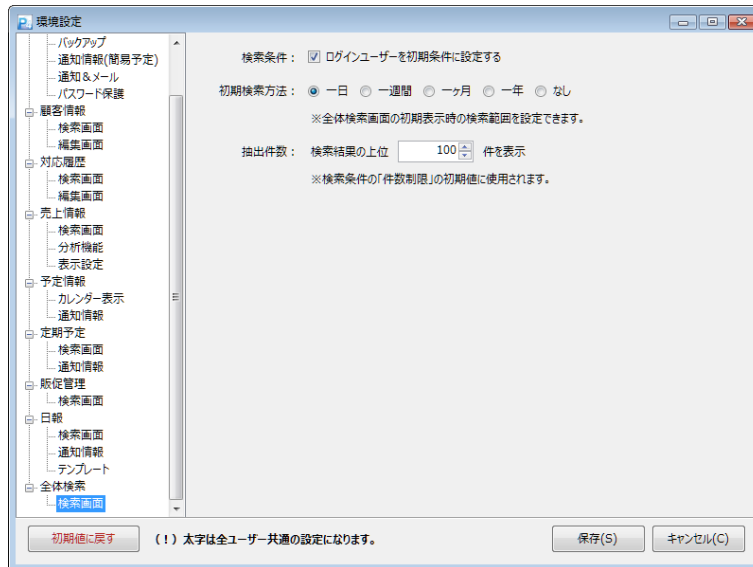 環境設定
バックアップ
通知情報(簡易予定)
通知＆メール
パスワード保護
顧客情報
検索画面
編集画面
対応履歴
検索画面
編集画面
売上情報
検索画面
分析機能
表示設定
予定情報
カレンダー表示
通知情報
定期予定
検索画面
通知情報
販促管理
検索画面
日報
検索画面
通知情報
テンプレート
全体検索
検索画面
検索条件： ログインユーザーを初期条件に設定する
初期検索方法： 一日 一週間 一ヶ月 一年 なし
※全体検索画面の初期表示時の検索範囲を設定できます。
抽出件数： 検索結果の上位 100 件を表示
※検索条件の「件数制限」の初期値に使用されます。
初期値に戻す (！) 太字は全ユーザー共通の設定になります。 保存(S) キャンセル(C)